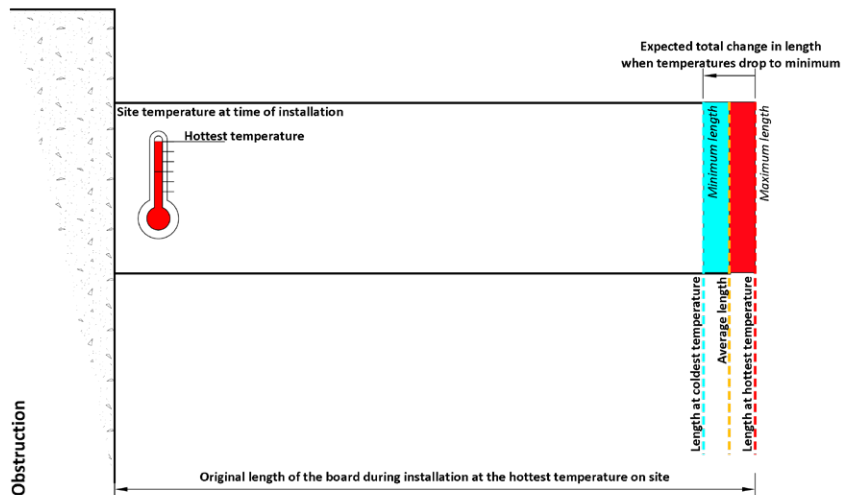 Expected total change in length
when temperatures drop to minimum
Site temperature at time of installation
Hottest temperature
Minimum length
Maximum length
Length at coldest temperature
Average length
Length at hottest temperature
Obstruction
Original length of the board during installation at the hottest temperature on site